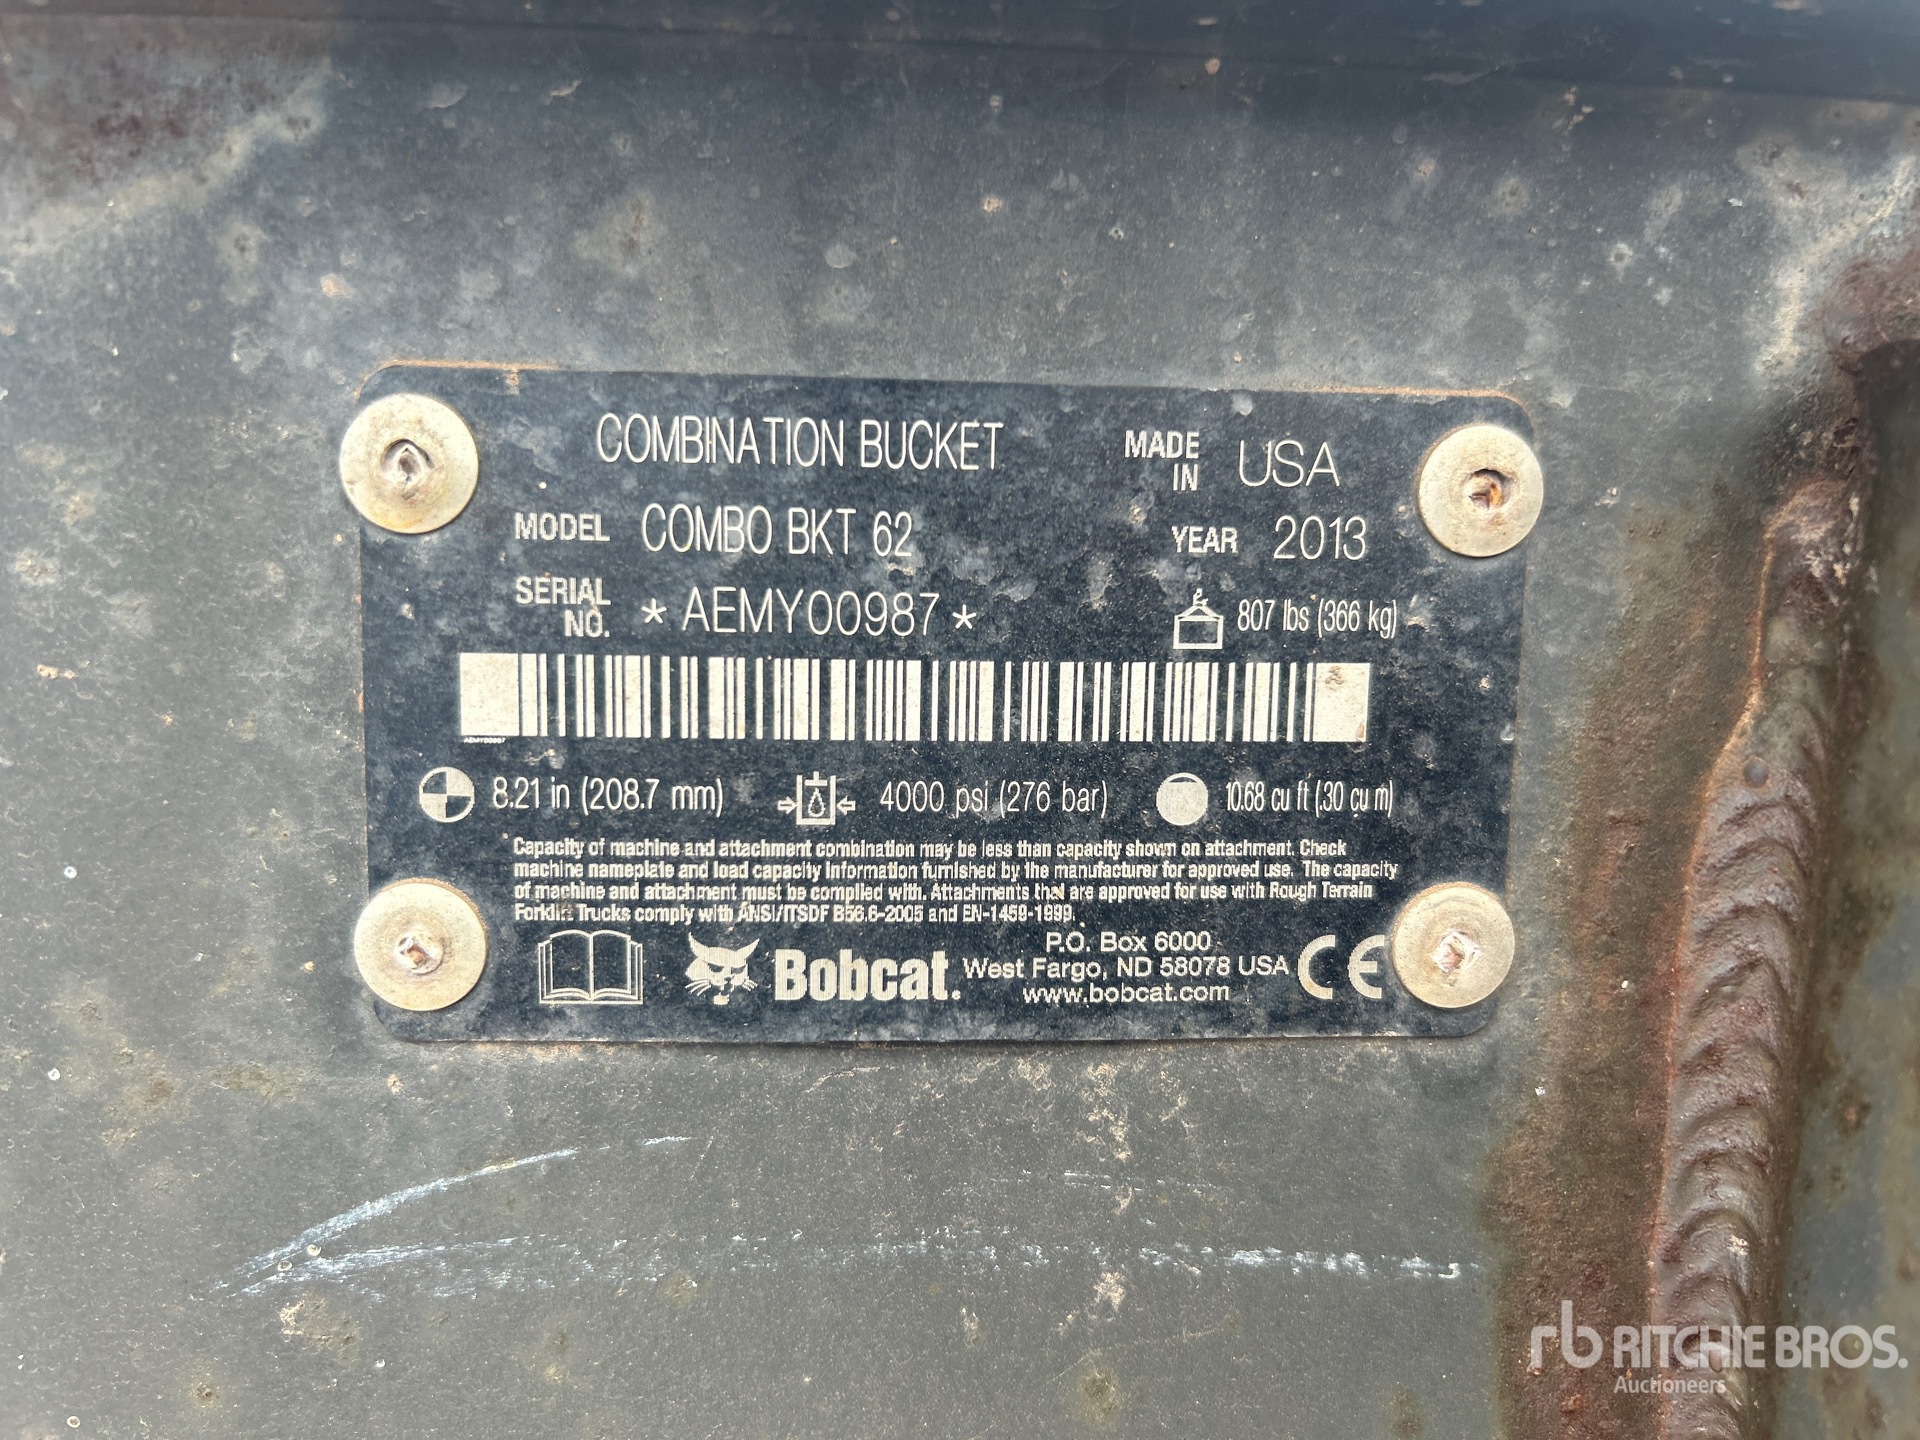 COMBINATION BUCKET
MADE IN USA
MODEL COMBO BKT 62
YEAR 2013
SERIAL NO. *AEMY00987*
807 lbs (366 kg)
AEMY00987
8.21 in (208.7 mm)
4000 psi (276 bar)
10.68 cu ft (.30 cu m)
Capacity of machine and attachment combination may be less than capacity shown on attachment. Check
machine nameplate and load capacity information furnished by the manufacturer for approved use. The capacity
of machine and attachment must be complied with. Attachments that are approved for use with Rough Terrain
Forklift Trucks comply with ANSI/ITSDF B56.6-2005 and EN-1459-1999.
Bobcat.
P.O. Box 6000
West Fargo, ND 58078 USA
www.bobcat.com
CE
rb RITCHIE BROS.
Auctioneers